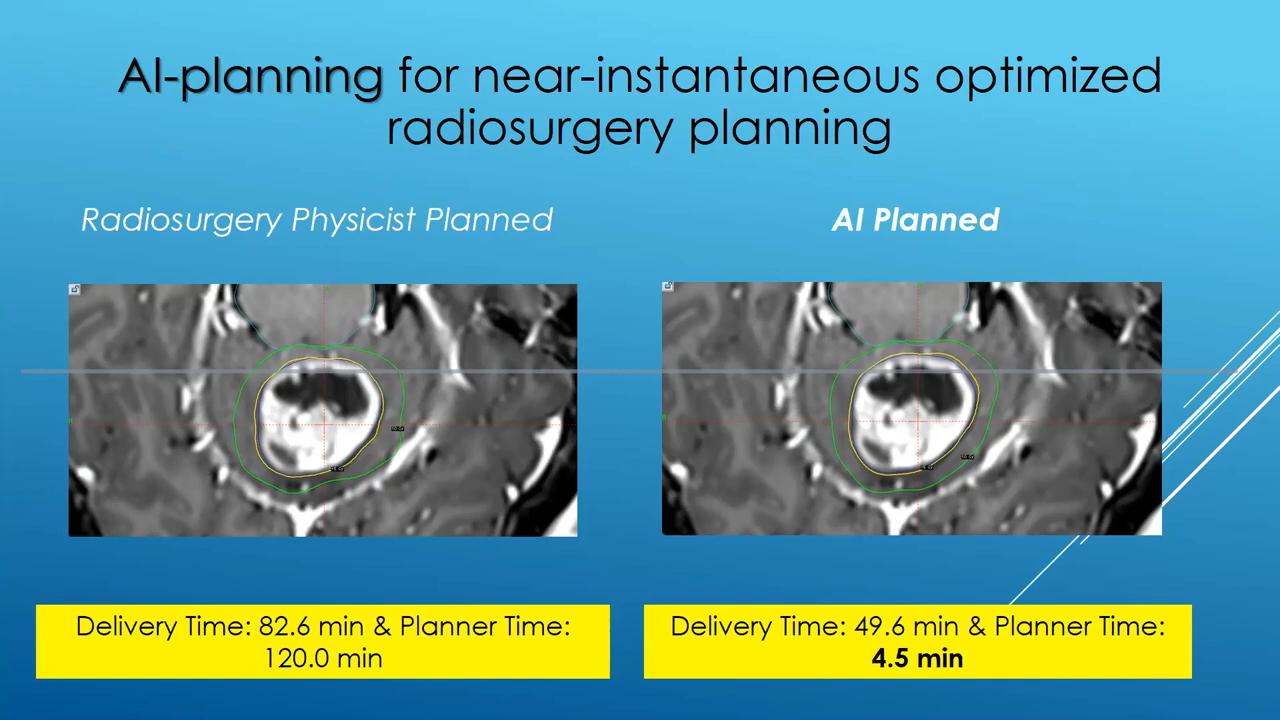 AI-planning for near-instantaneous optimized
radiosurgery planning
Radiosurgery Physicist Planned
AI Planned
Delivery Time: 82.6 min & Planner Time:
120.0 min
Delivery Time: 49.6 min & Planner Time:
4.5 min